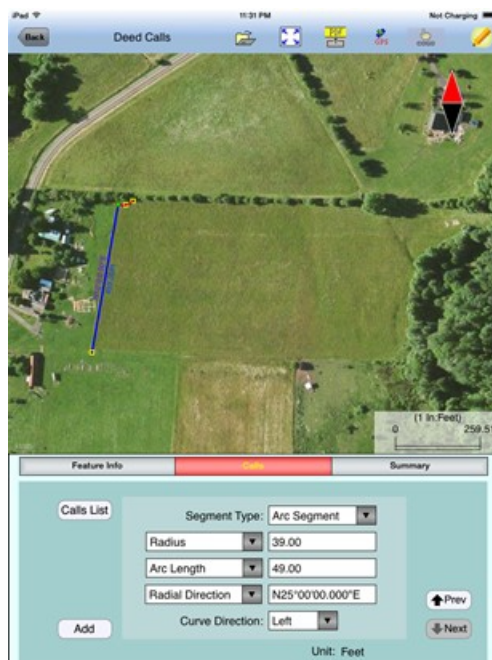 iPad 11:31 PM Not Charging
Back Deed Calls PDF GPS COGO
(1 In:Feet)
0 259.51
Feature Info Calls Summary
Calls List
Segment Type: Arc Segment
Radius 39.00
Arc Length 49.00
Radial Direction N25°00'00.000"E
Prev
Add Curve Direction: Left Next
Unit: Feet